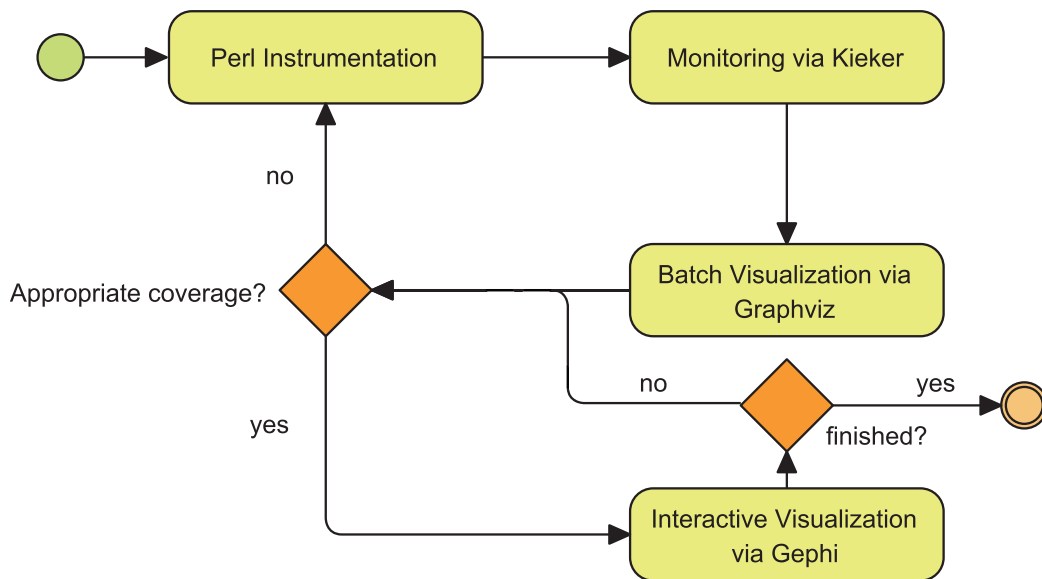 Perl Instrumentation
Monitoring via Kieker
no
Batch Visualization via
Graphviz
Appropriate coverage?
no
yes
yes
finished?
Interactive Visualization
via Gephi